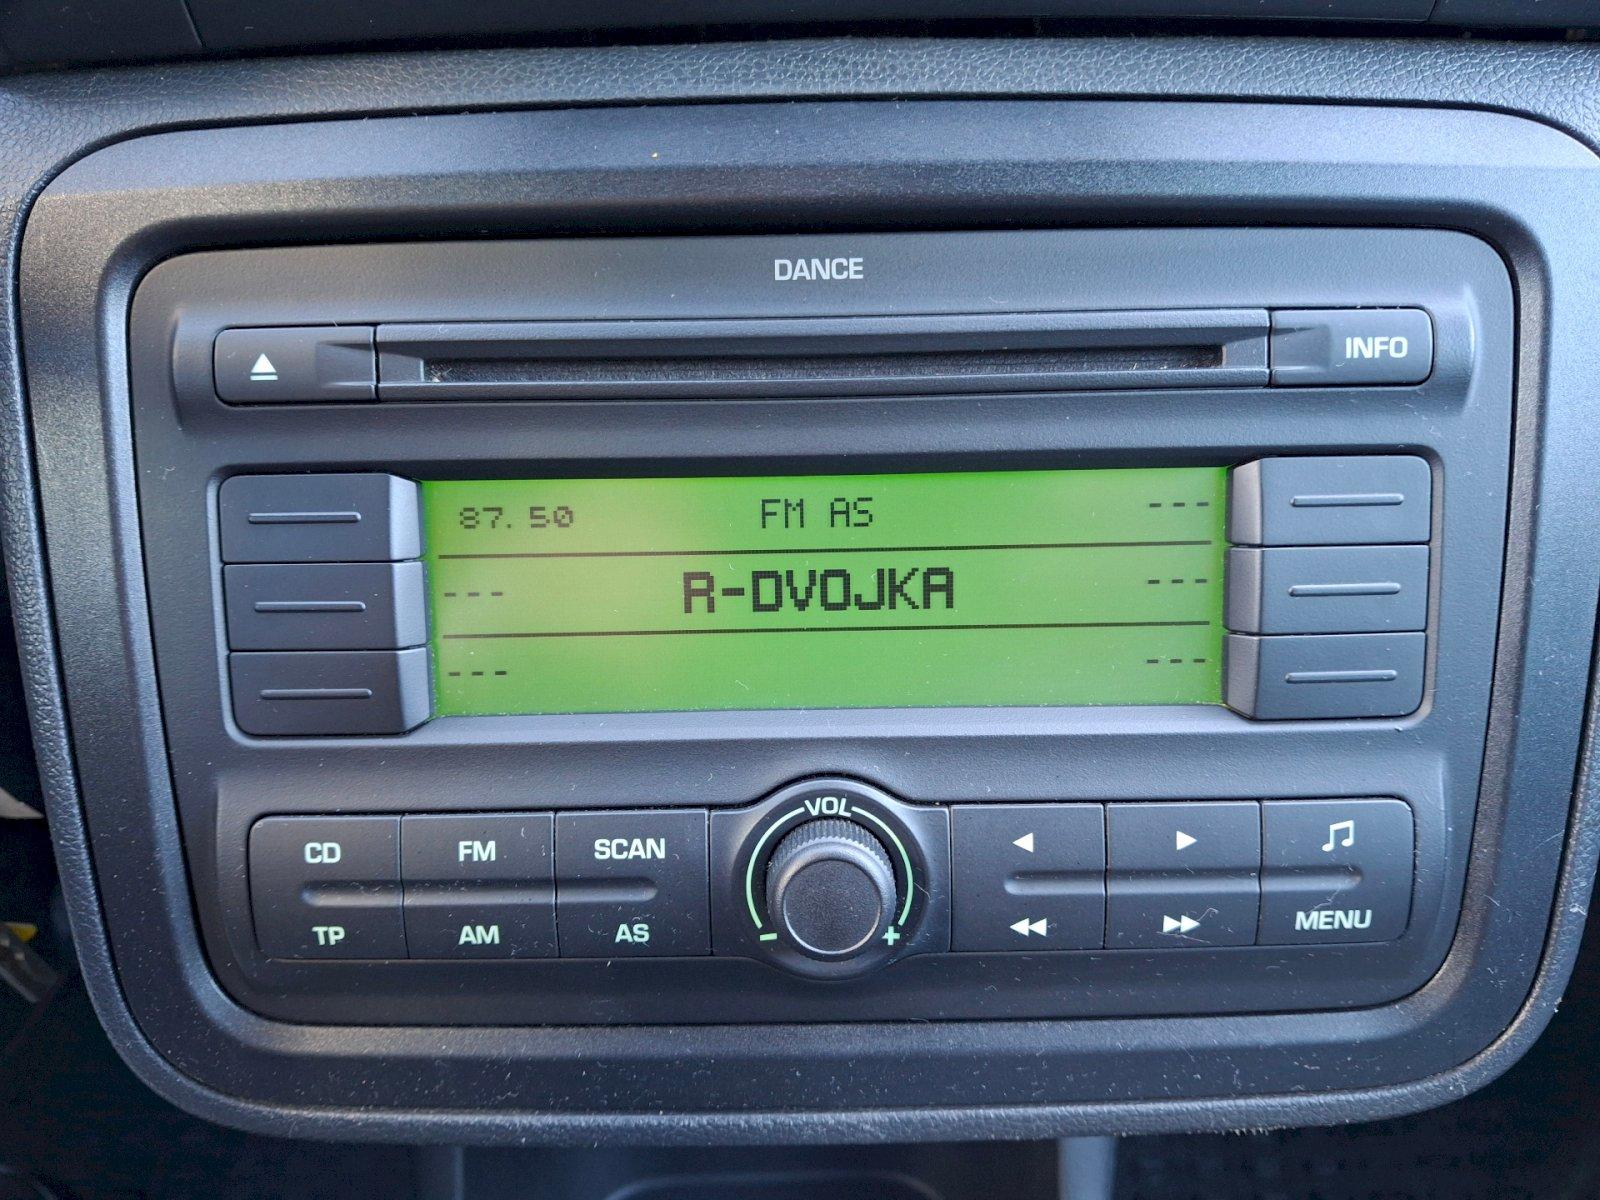 DANCE
INFO
87.50 FM AS ---
--- R-DVOJKA ---
--- ---
VOL
CD FM SCAN
TP AM AS - + MENU